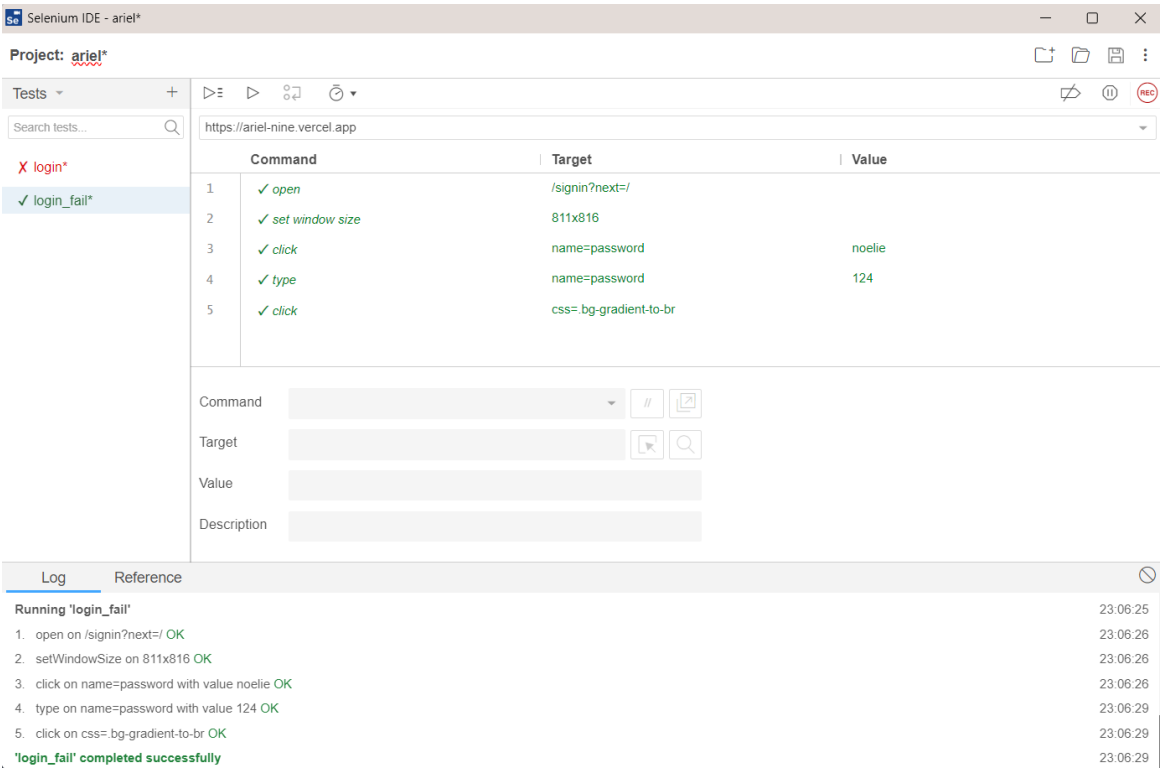 Selenium IDE - ariel*
Project: ariel*
Tests
Search tests...
login*
login_fail*
REC
https://ariel-nine.vercel.app
Command Target Value
1 ✓ open /signin?next=/
2 ✓ set window size 811x816
3 ✓ click name=password noelie
4 ✓ type name=password 124
5 ✓ click css=.bg-gradient-to-br
Command //
Target
Value
Description
Log Reference
Running 'login_fail' 23:06:25
1. open on /signin?next=/ OK 23:06:26
2. setWindowSize on 811x816 OK 23:06:26
3. click on name=password with value noelie OK 23:06:26
4. type on name=password with value 124 OK 23:06:29
5. click on css=.bg-gradient-to-br OK 23:06:29
'login_fail' completed successfully 23:06:29